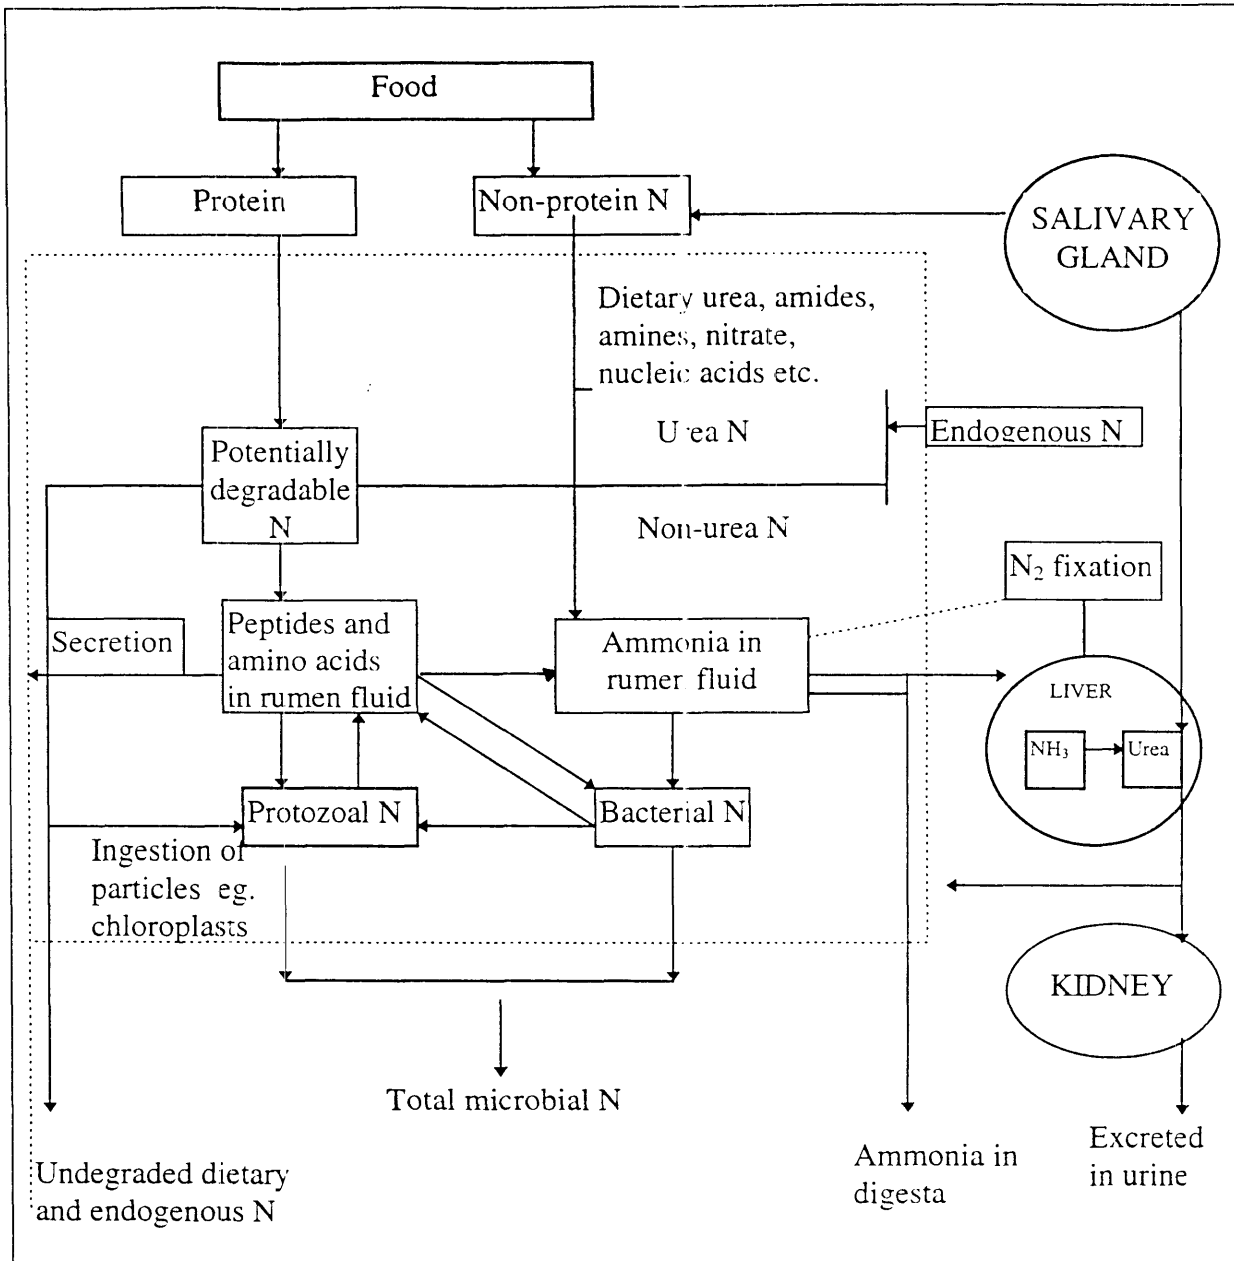 Food
Protein
Non-protein N
SALIVARY
GLAND
Dietary urea, amides,
amines, nitrate,
nucleic acids etc.
Urea N
Endogenous N
Potentially
degradable
N
Non-urea N
N₂ fixation
Secretion
Peptides and
amino acids
in rumen fluid
Ammonia in
rumer fluid
LIVER
NH₃
Urea
Protozoal N
Bacterial N
Ingestion of
particles eg.
chloroplasts
KIDNEY
Total microbial N
Undegraded dietary
and endogenous N
Ammonia in
digesta
Excreted
in urine